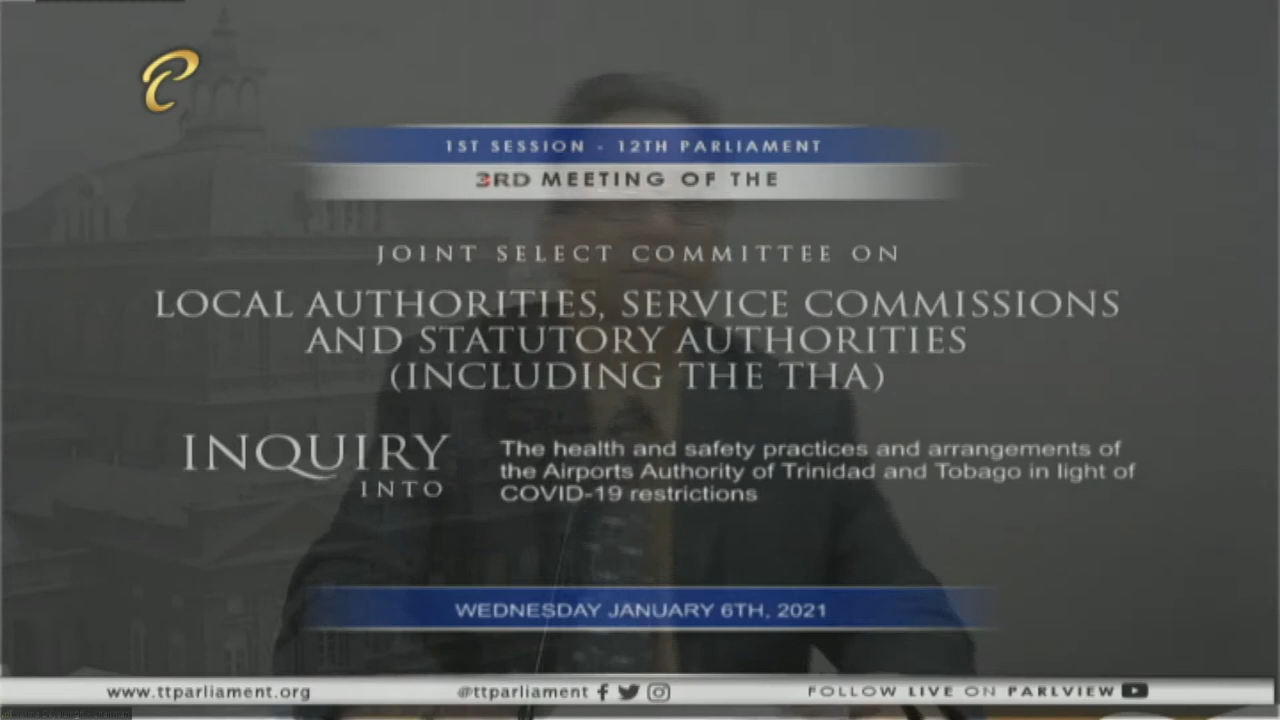 1ST SESSION - 12TH PARLIAMENT
3RD MEETING OF THE
JOINT SELECT COMMITTEE ON
LOCAL AUTHORITIES, SERVICE COMMISSIONS
AND STATUTORY AUTHORITIES
(INCLUDING THE THA)
INQUIRY
INTO
The health and safety practices and arrangements of
the Airports Authority of Trinidad and Tobago in light of
COVID-19 restrictions
WEDNESDAY JANUARY 6TH, 2021
www.ttparliament.org
@ttparliament
FOLLOW LIVE ON PARLVIEW